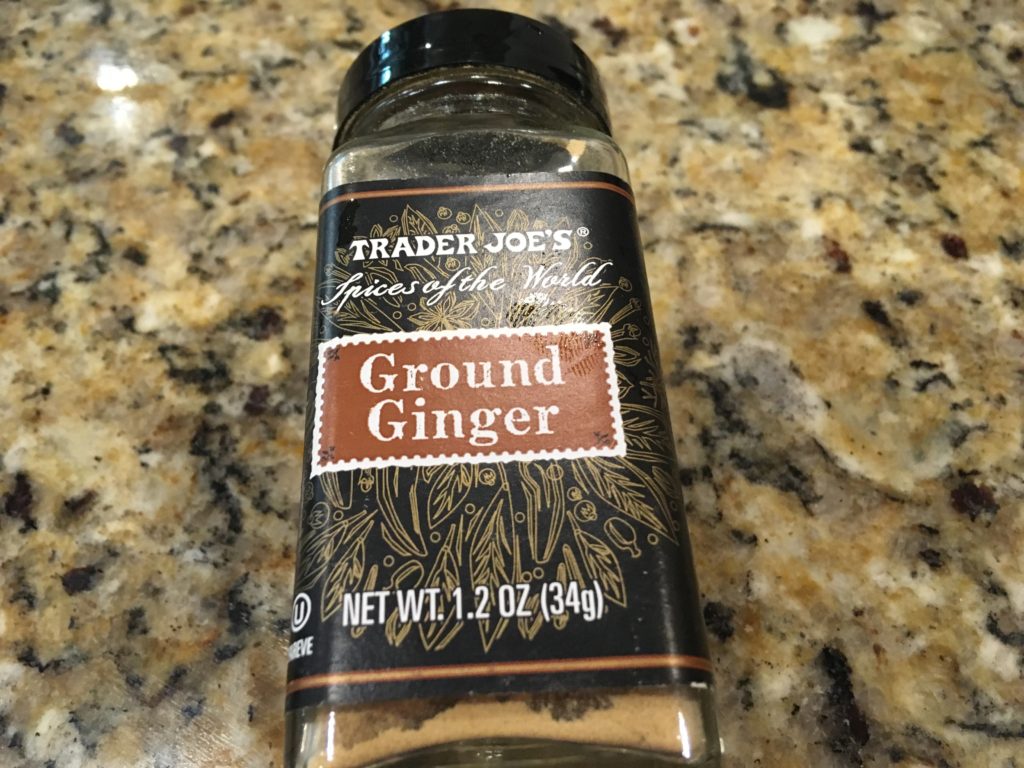 TRADER JOE'S®
Spices of the World
Ground
Ginger
NET WT. 1.2 OZ (34g)
U